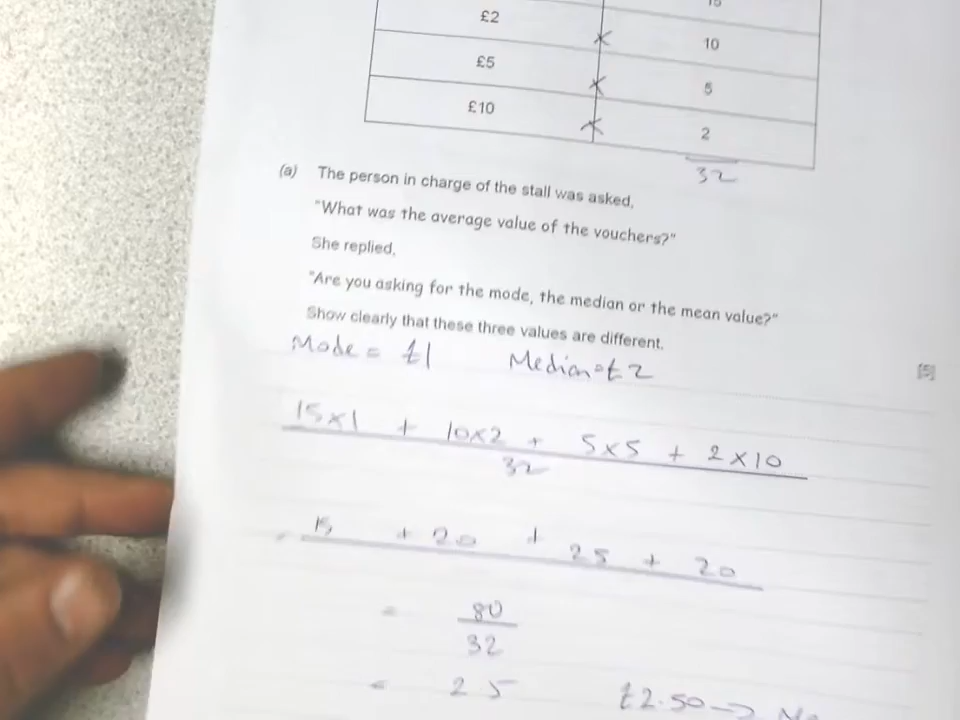 15
£2 × 10
£5 × 5
£10 × 2
32
(a) The person in charge of the stall was asked,
"What was the average value of the vouchers?"
She replied,
"Are you asking for the mode, the median or the mean value?"
Show clearly that these three values are different.
[5]
Mode = £1 Median = £2
15×1 + 10×2 + 5×5 + 2×10
32
= 15 + 20 + 25 + 20
= 80
32
= 2.5 £2.50 →